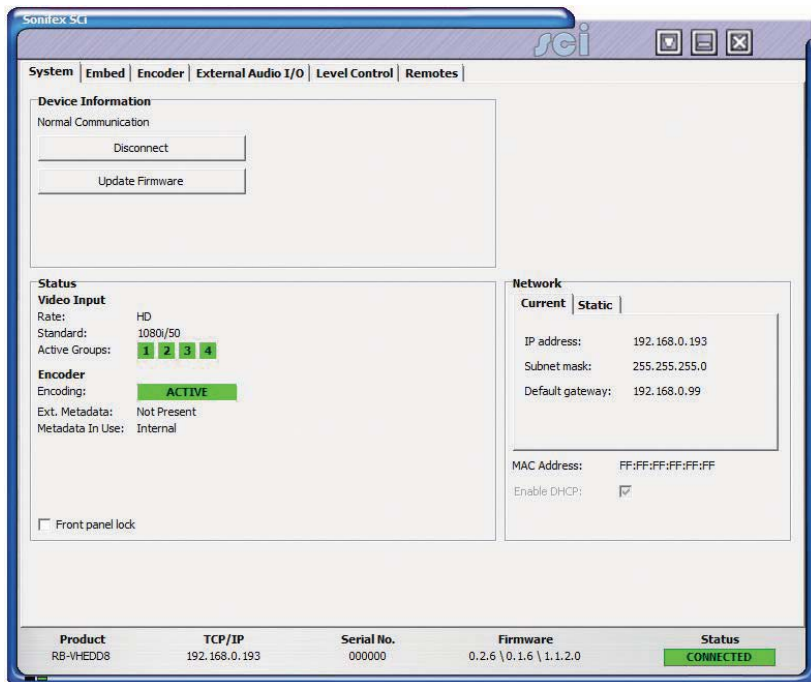 Sonifex SCi
sci
System Embed Encoder External Audio I/O Level Control Remotes
Device Information
Normal Communication
Disconnect
Update Firmware
Status
Video Input
Rate: HD
Standard: 1080i/50
Active Groups: 1 2 3 4
Encoder
Encoding: ACTIVE
Ext. Metadata: Not Present
Metadata In Use: Internal
Front panel lock
Network
Current Static
IP address: 192.168.0.193
Subnet mask: 255.255.255.0
Default gateway: 192.168.0.99
MAC Address: FF:FF:FF:FF:FF:FF
Enable DHCP:
Product TCP/IP Serial No. Firmware Status
RB-VHEDD8 192.168.0.193 000000 0.2.6 \ 0.1.6 \ 1.1.2.0 CONNECTED